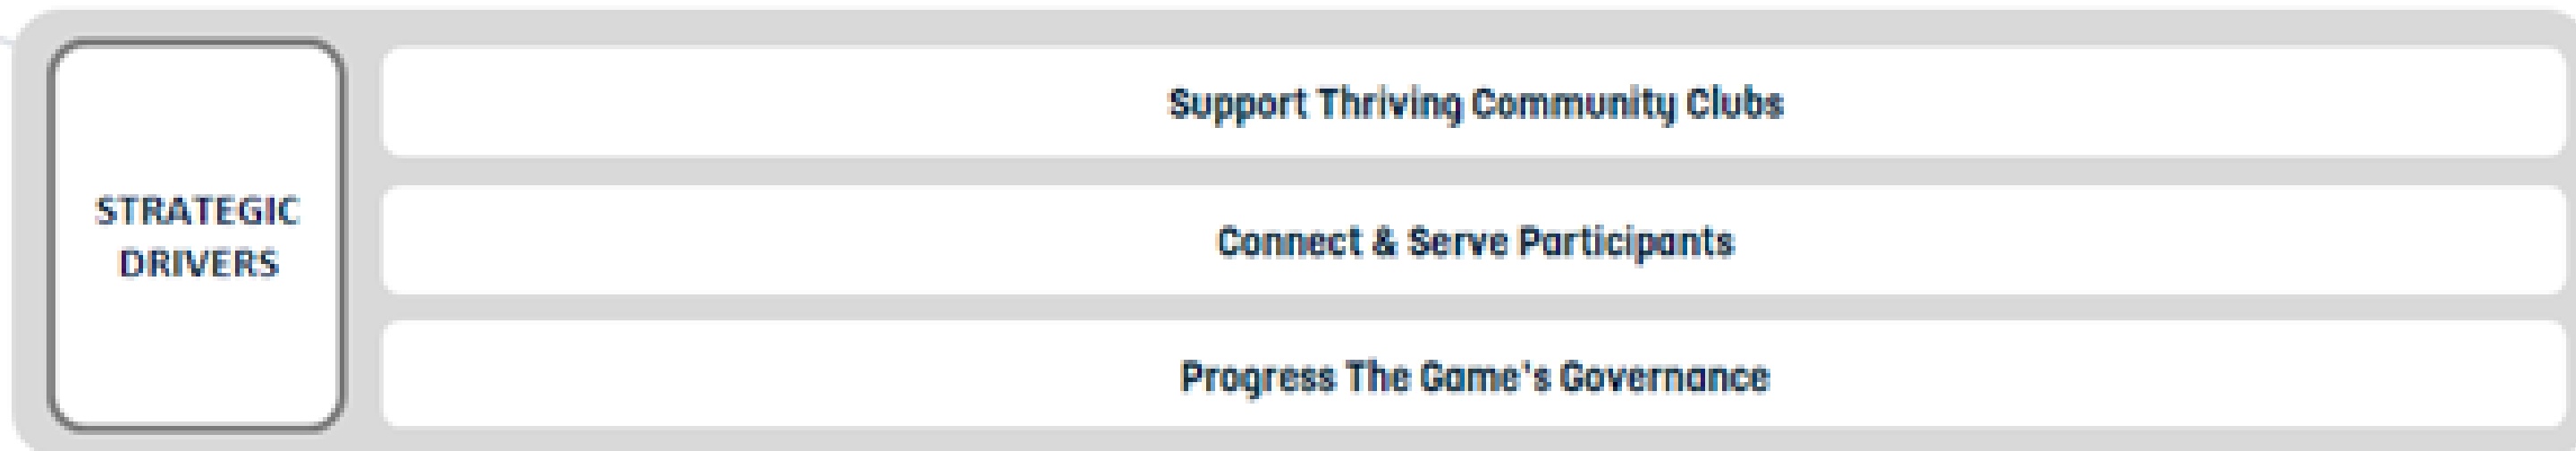 STRATEGIC
DRIVERS
Support Thriving Community Clubs
Connect & Serve Participants
Progress The Game's Governance